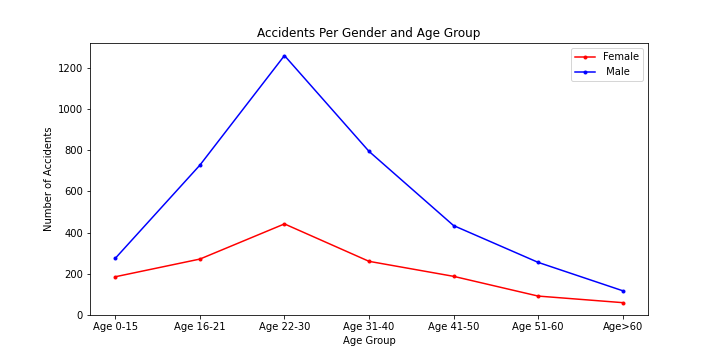 Accidents Per Gender and Age Group
Female
Male
Number of Accidents
1200
1000
800
600
400
200
0
Age 0-15 Age 16-21 Age 22-30 Age 31-40 Age 41-50 Age 51-60 Age>60
Age Group